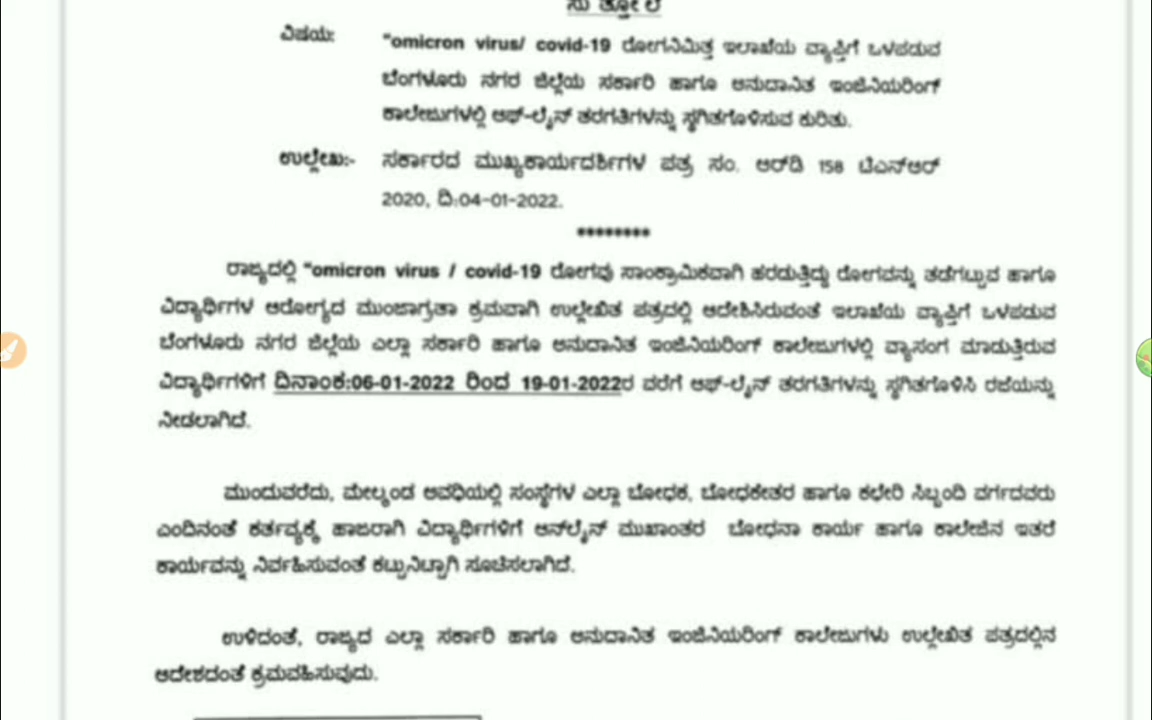 ಸುತ್ತೋಲೆ
ವಿಷಯ: "omicron virus/ covid-19 ರೋಗನಿಮಿತ್ತ ಇಲಾಖೆಯ ವ್ಯಾಪ್ತಿಗೆ ಒಳಪಡುವ
ಬೆಂಗಳೂರು ನಗರ ಜಿಲ್ಲೆಯ ಸರ್ಕಾರಿ ಹಾಗೂ ಅನುದಾನಿತ ಇಂಜಿನಿಯರಿಂಗ್
ಕಾಲೇಜುಗಳಲ್ಲಿ ಆಫ್-ಲೈನ್ ತರಗತಿಗಳನ್ನು ಸ್ಥಗಿತಗೊಳಿಸುವ ಕುರಿತು.
ಉಲ್ಲೇಖ:- ಸರ್ಕಾರದ ಮುಖ್ಯಕಾರ್ಯದರ್ಶಿಗಳ ಪತ್ರ ಸಂ. ಆರ್‌ಡಿ 158 ಟಿಎನ್ಆರ್
2020, ದಿ:04-01-2022.
********
ರಾಜ್ಯದಲ್ಲಿ "omicron virus / covid-19 ರೋಗವು ಸಾಂಕ್ರಾಮಿಕವಾಗಿ ಹರಡುತ್ತಿದ್ದು ರೋಗವನ್ನು ತಡೆಗಟ್ಟುವ ಹಾಗೂ
ವಿದ್ಯಾರ್ಥಿಗಳ ಆರೋಗ್ಯದ ಮುಂಜಾಗ್ರತಾ ಕ್ರಮವಾಗಿ ಉಲ್ಲೇಖಿತ ಪತ್ರದಲ್ಲಿ ಆದೇಶಿಸಿರುವಂತೆ ಇಲಾಖೆಯ ವ್ಯಾಪ್ತಿಗೆ ಒಳಪಡುವ
ಬೆಂಗಳೂರು ನಗರ ಜಿಲ್ಲೆಯ ಎಲ್ಲಾ ಸರ್ಕಾರಿ ಹಾಗೂ ಅನುದಾನಿತ ಇಂಜಿನಿಯರಿಂಗ್ ಕಾಲೇಜುಗಳಲ್ಲಿ ವ್ಯಾಸಂಗ ಮಾಡುತ್ತಿರುವ
ವಿದ್ಯಾರ್ಥಿಗಳಿಗೆ ದಿನಾಂಕ:06-01-2022 ರಿಂದ 19-01-2022ರ ವರೆಗೆ ಆಫ್-ಲೈನ್ ತರಗತಿಗಳನ್ನು ಸ್ಥಗಿತಗೊಳಿಸಿ ರಜೆಯನ್ನು
ನೀಡಲಾಗಿದೆ.
ಮುಂದುವರೆದು, ಮೇಲ್ಕಂಡ ಅವಧಿಯಲ್ಲಿ ಸಂಸ್ಥೆಗಳ ಎಲ್ಲಾ ಬೋಧಕ, ಬೋಧಕೇತರ ಹಾಗೂ ಕಛೇರಿ ಸಿಬ್ಬಂದಿ ವರ್ಗದವರು
ಎಂದಿನಂತೆ ಕರ್ತವ್ಯಕ್ಕೆ ಹಾಜರಾಗಿ ವಿದ್ಯಾರ್ಥಿಗಳಿಗೆ ಆನ್‌ಲೈನ್ ಮುಖಾಂತರ ಬೋಧನಾ ಕಾರ್ಯ ಹಾಗೂ ಕಾಲೇಜಿನ ಇತರೆ
ಕಾರ್ಯವನ್ನು ನಿರ್ವಹಿಸುವಂತೆ ಕಟ್ಟುನಿಟ್ಟಾಗಿ ಸೂಚಿಸಲಾಗಿದೆ.
ಉಳಿದಂತೆ, ರಾಜ್ಯದ ಎಲ್ಲಾ ಸರ್ಕಾರಿ ಹಾಗೂ ಅನುದಾನಿತ ಇಂಜಿನಿಯರಿಂಗ್ ಕಾಲೇಜುಗಳು ಉಲ್ಲೇಖಿತ ಪತ್ರದಲ್ಲಿನ
ಆದೇಶದಂತೆ ಕ್ರಮವಹಿಸುವುದು.